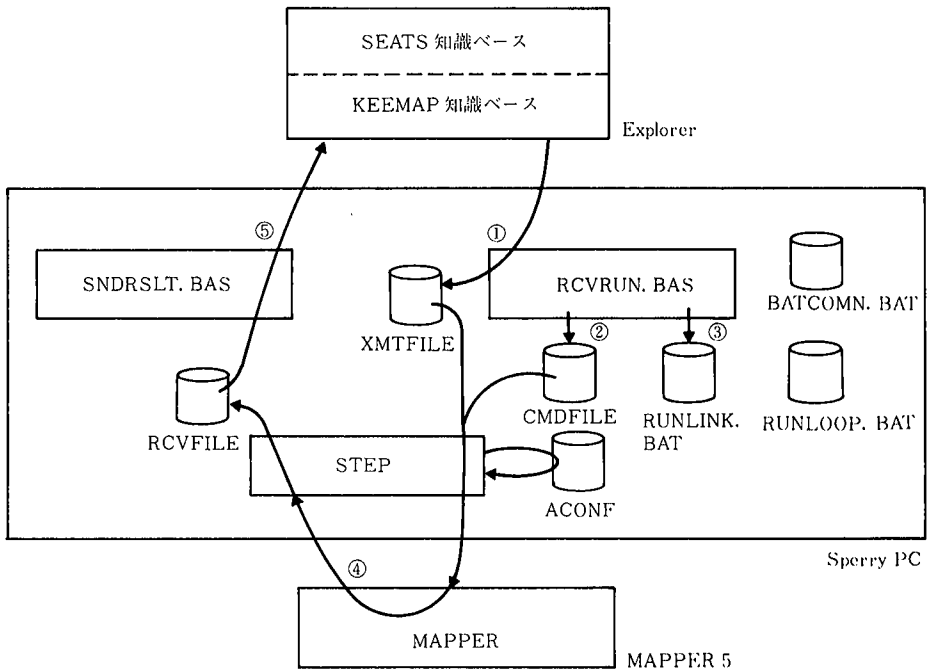 SEATS 知識ベース
KEEMAP 知識ベース
Explorer
⑤
①
SNDRSLT. BAS
RCVRUN. BAS
BATCOMN. BAT
XMTFILE
②
③
RCVFILE
CMDFILE
RUNLINK.
BAT
RUNLOOP. BAT
STEP
ACONF
Sperry PC
④
MAPPER
MAPPER 5